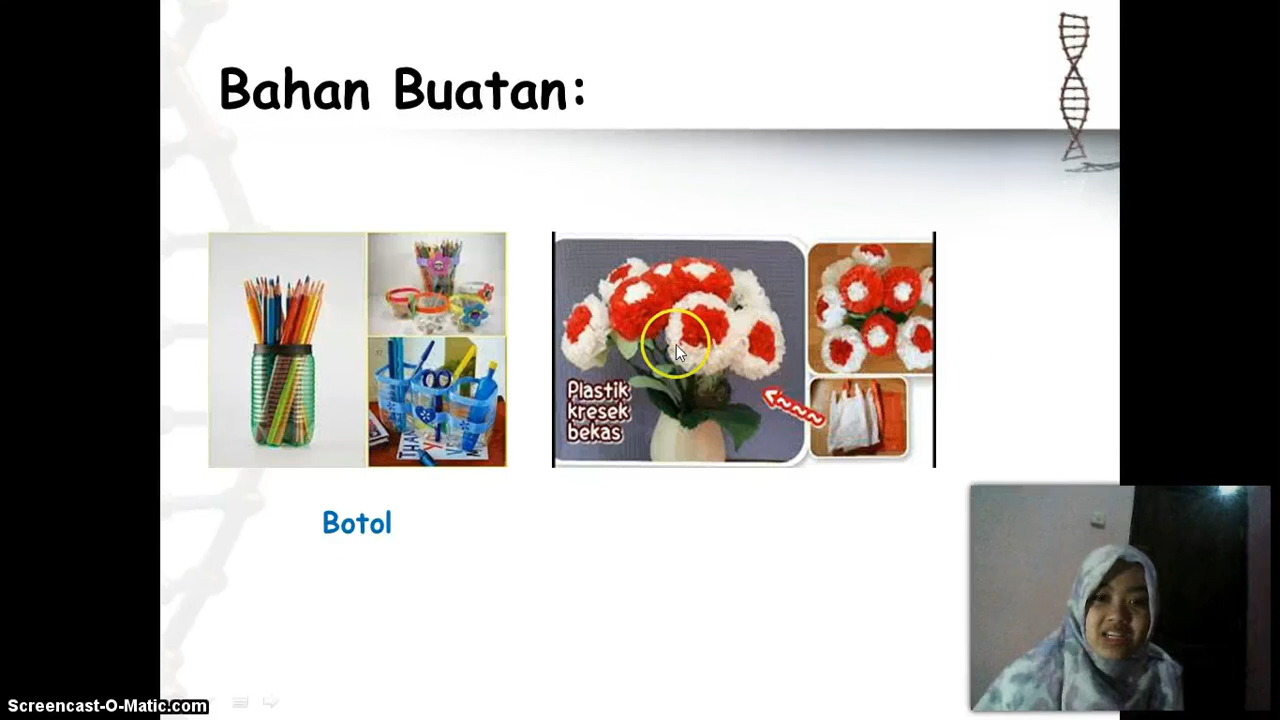 Bahan Buatan:
Plastik
kresek
bekas
Botol
Screencast-O-Matic.com